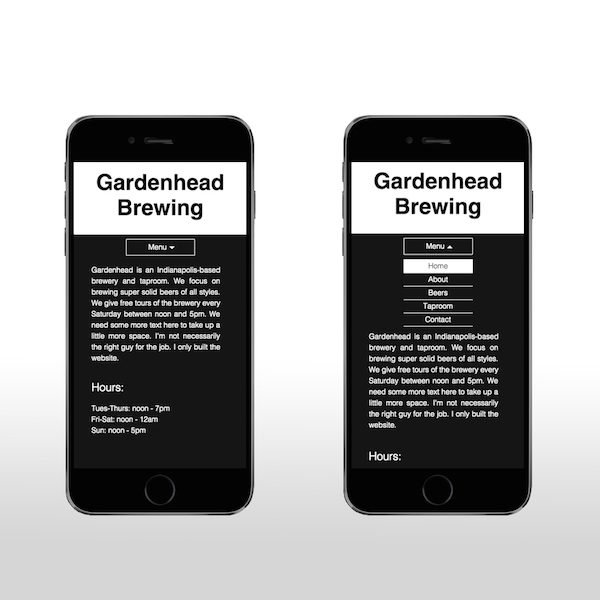 Gardenhead
Brewing
Menu
Gardenhead is an Indianapolis-based
brewery and taproom. We focus on
brewing super solid beers of all styles.
We give free tours of the brewery every
Saturday between noon and 5pm. We
need some more text here to take up a
little more space. I'm not necessarily
the right guy for the job. I only built the
website.
Hours:
Tues-Thurs: noon - 7pm
Fri-Sat: noon - 12am
Sun: noon - 5pm
Gardenhead
Brewing
Menu
Home
About
Beers
Taproom
Contact
Gardenhead is an Indianapolis-based
brewery and taproom. We focus on
brewing super solid beers of all styles.
We give free tours of the brewery every
Saturday between noon and 5pm. We
need some more text here to take up a
little more space. I'm not necessarily
the right guy for the job. I only built the
website.
Hours: